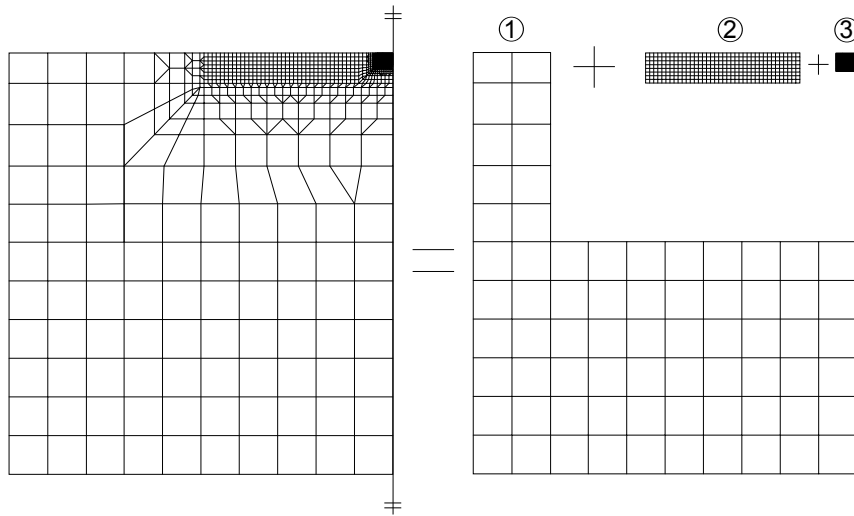 ① ② ③